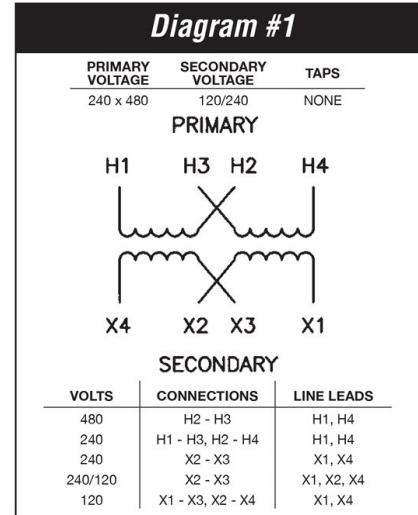 Diagram #1
PRIMARY VOLTAGE SECONDARY VOLTAGE TAPS
240 x 480 120/240 NONE
PRIMARY
H1 H3 H2 H4
X4 X2 X3 X1
SECONDARY
VOLTS CONNECTIONS LINE LEADS
480 H2 - H3 H1, H4
240 H1 - H3, H2 - H4 H1, H4
240 X2 - X3 X1, X4
240/120 X2 - X3 X1, X2, X4
120 X1 - X3, X2 - X4 X1, X4